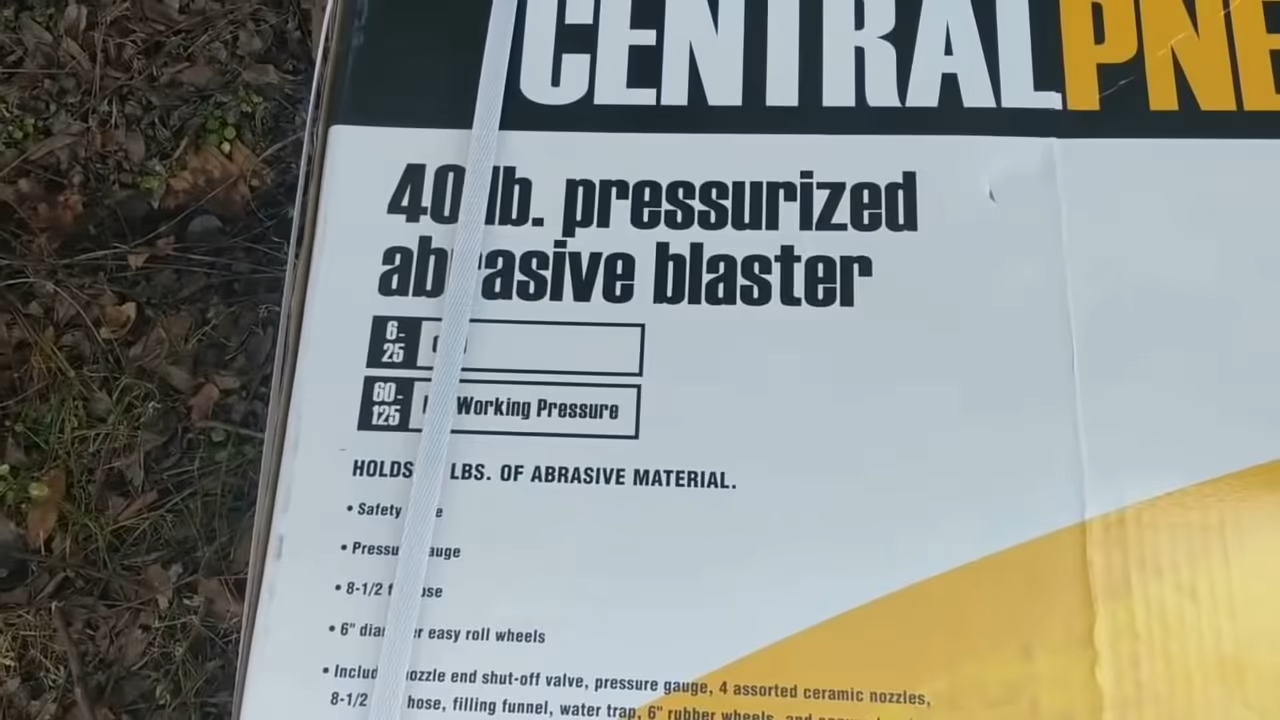 CENTRAL PNE
40 lb. pressurized
abrasive blaster
6-
25
60-
125
Working Pressure
HOLDS LBS. OF ABRASIVE MATERIAL.
• Safety
• Pressu auge
• 8-1/2 f ose
• 6" dia er easy roll wheels
• Includ ozzle end shut-off valve, pressure gauge, 4 assorted ceramic nozzles,
8-1/2 hose, filling funnel, water trap, 6" rubber wheels, and